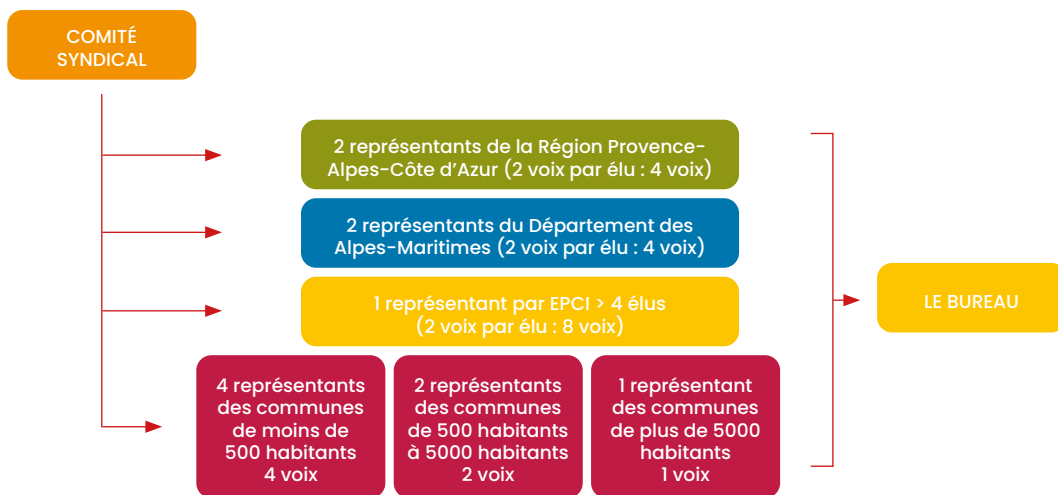 COMITÉ
SYNDICAL
2 représentants de la Région Provence-
Alpes-Côte d'Azur (2 voix par élu : 4 voix)
2 représentants du Département des
Alpes-Maritimes (2 voix par élu : 4 voix)
1 représentant par EPCI > 4 élus
(2 voix par élu : 8 voix)
LE BUREAU
4 représentants
des communes
de moins de
500 habitants
4 voix
2 représentants
des communes
de 500 habitants
à 5000 habitants
2 voix
1 représentant
des communes
de plus de 5000
habitants
1 voix